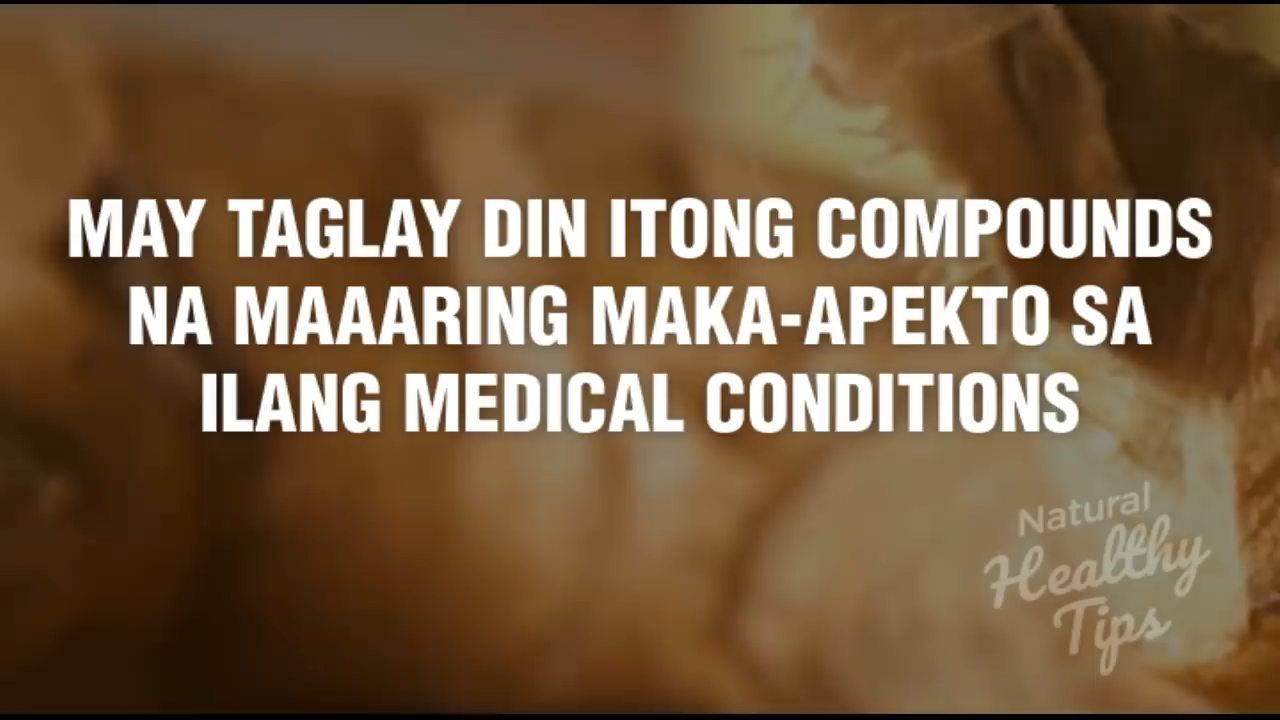 MAY TAGLAY DIN ITONG COMPOUNDS
NA MAAARING MAKA-APEKTO SA
ILANG MEDICAL CONDITIONS
Natural
Healthy
Tips